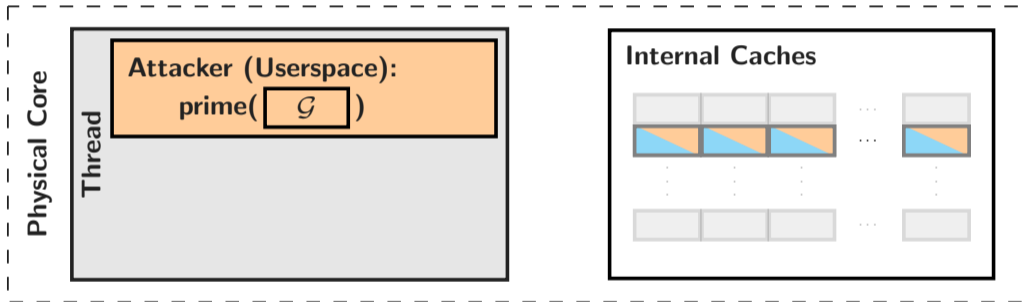 Physical Core
Thread
Attacker (Userspace):
prime( 𝒢 )
Internal Caches